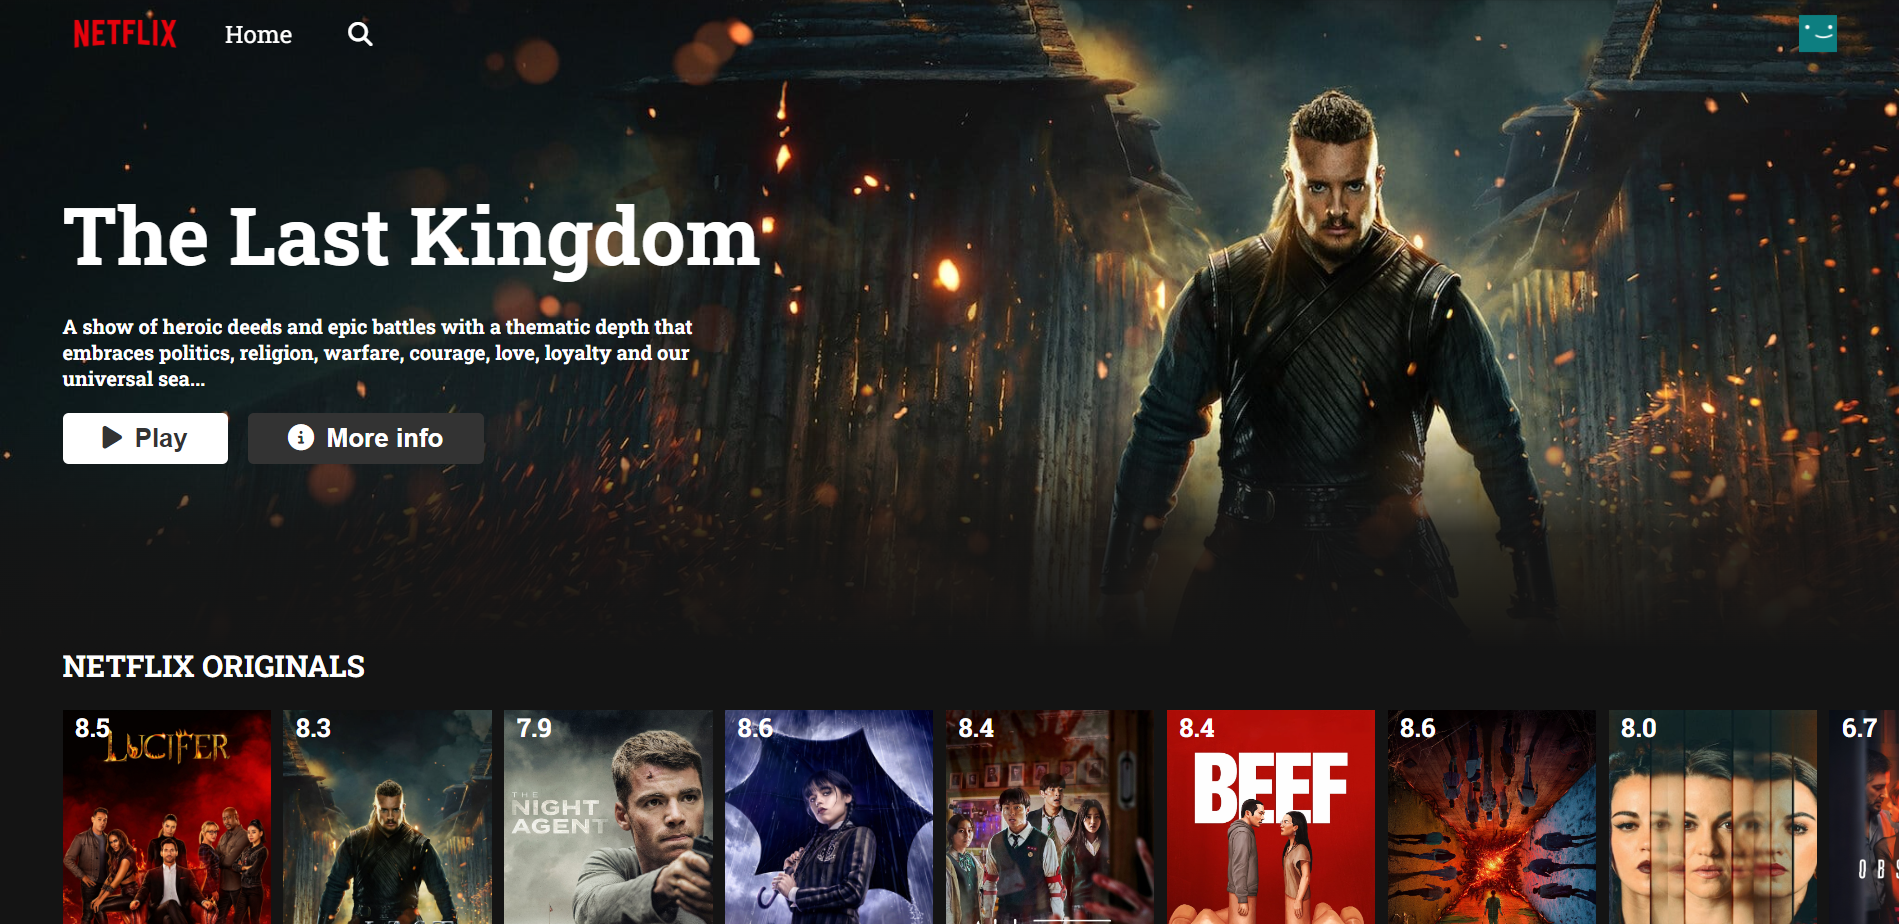 NETFLIX
Home
The Last Kingdom
A show of heroic deeds and epic battles with a thematic depth that
embraces politics, religion, warfare, courage, love, loyalty and our
universal sea...
Play
More info
NETFLIX ORIGINALS
8.5
LUCIFER
8.3
7.9
THE
NIGHT
AGENT
8.6
8.4
8.4
BEEF
8.6
8.0
6.7